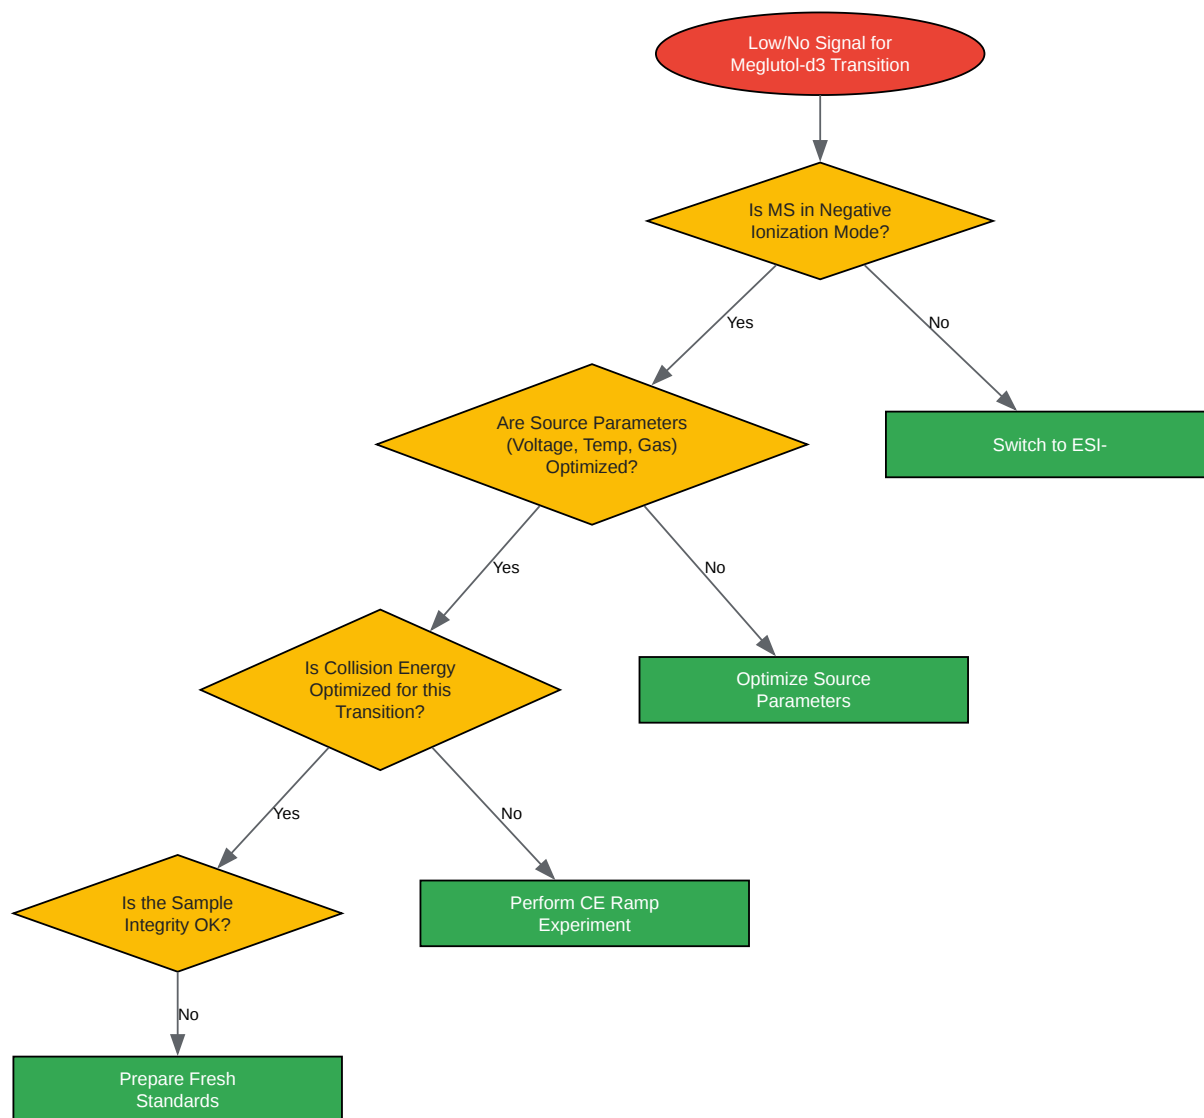 Low/No Signal for
Meglutol-d3 Transition
Is MS in Negative
Ionization Mode?
Yes
No
Are Source Parameters
(Voltage, Temp, Gas)
Optimized?
Switch to ESI-
Yes
No
Is Collision Energy
Optimized for this
Transition?
Optimize Source
Parameters
Yes
No
Is the Sample
Integrity OK?
Perform CE Ramp
Experiment
No
Prepare Fresh
Standards